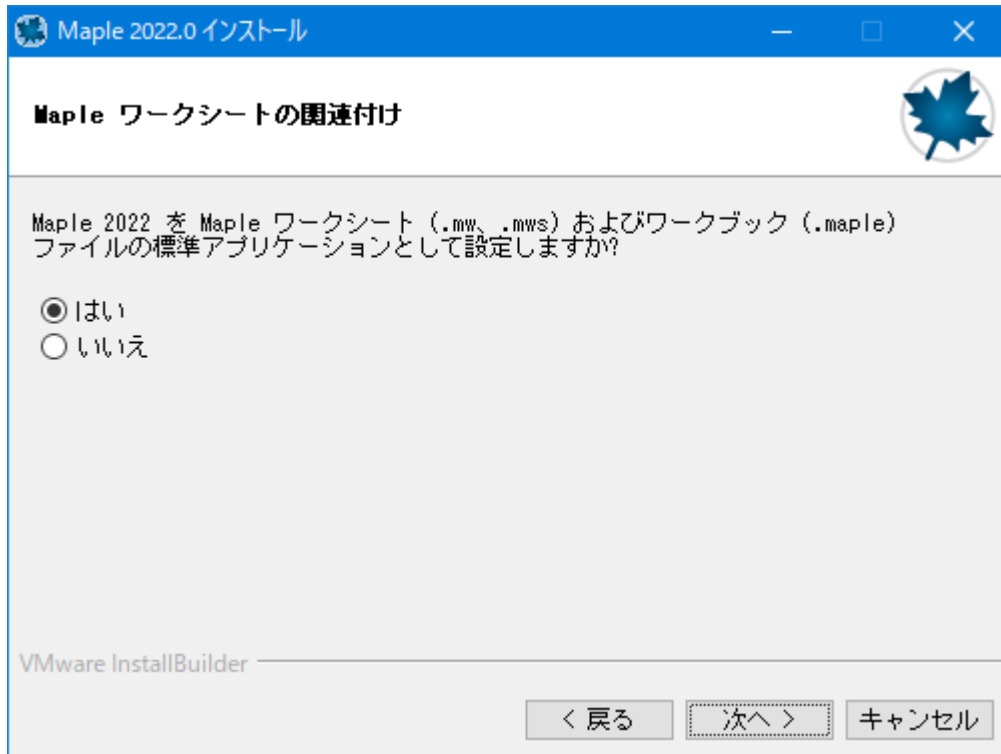 Maple 2022.0 インストール
Maple ワークシートの関連付け
Maple 2022 を Maple ワークシート (.mw、.mws) およびワークブック (.maple)
ファイルの標準アプリケーションとして設定しますか?
はい
いいえ
VMware InstallBuilder
< 戻る 次へ > キャンセル